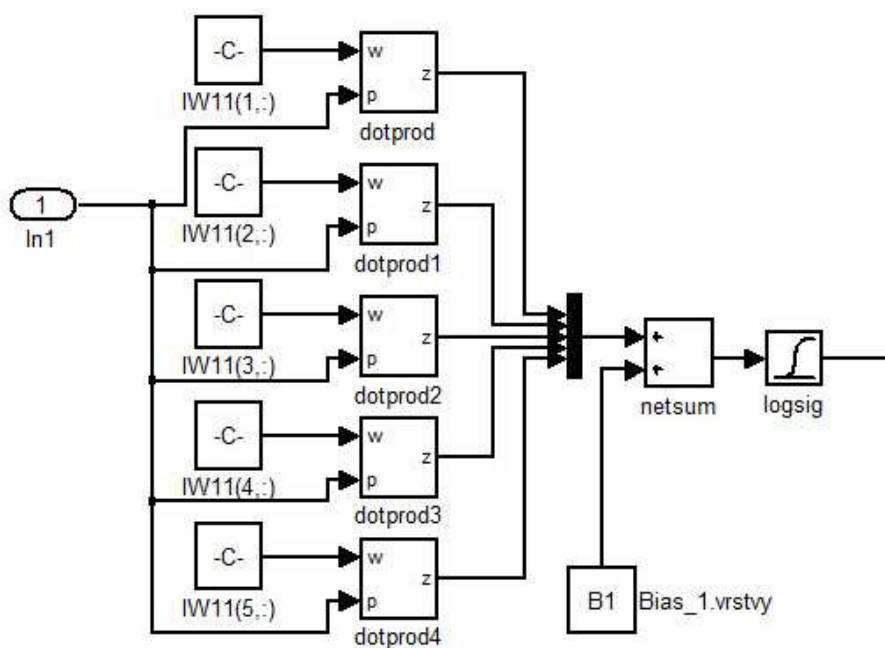 -C-
w
z
p
IW11(1,:)
dotprod
-C-
w
z
p
IW11(2,:)
dotprod1
1
In1
-C-
w
z
p
IW11(3,:)
dotprod2
-C-
w
z
p
IW11(4,:)
dotprod3
-C-
w
z
p
IW11(5,:)
dotprod4
+
+
netsum
logsig
B1
Bias_1.vrstvy